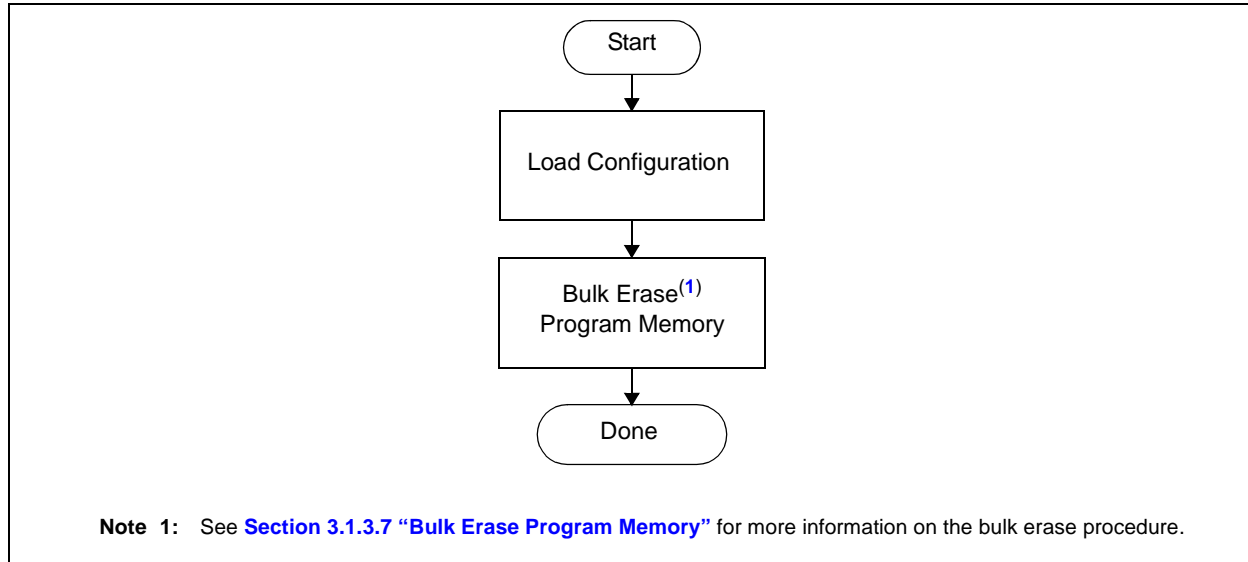 Start
Load Configuration
Bulk Erase(1)
Program Memory
Done
Note 1: See Section 3.1.3.7 “Bulk Erase Program Memory” for more information on the bulk erase procedure.